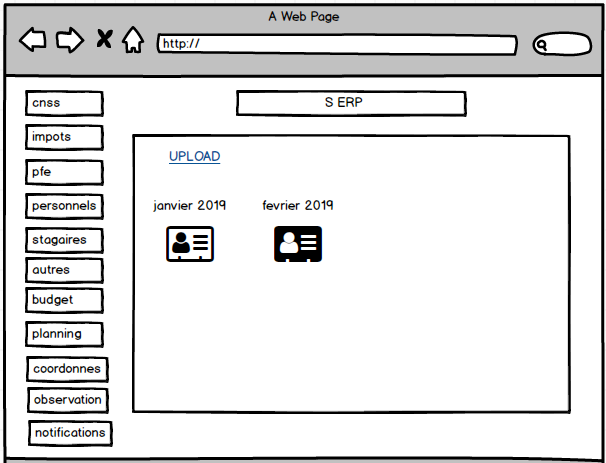 A Web Page
http://
S ERP
cnss
impots
pfe
personnels
stagaires
autres
budget
planning
coordonnes
observation
notifications
UPLOAD
janvier 2019
fevrier 2019